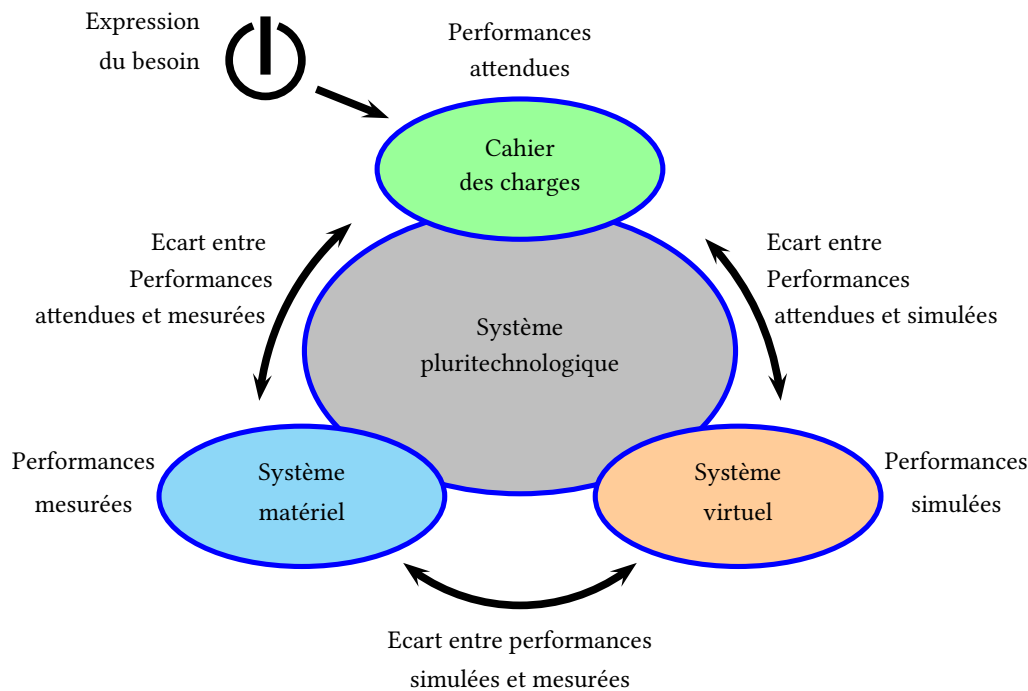 Expression
du besoin
Performances
attendues
Cahier
des charges
Ecart entre
Performances
attendues et mesurées
Ecart entre
Performances
attendues et simulées
Système
pluritechnologique
Performances
mesurées
Système
matériel
Système
virtuel
Performances
simulées
Ecart entre performances
simulées et mesurées